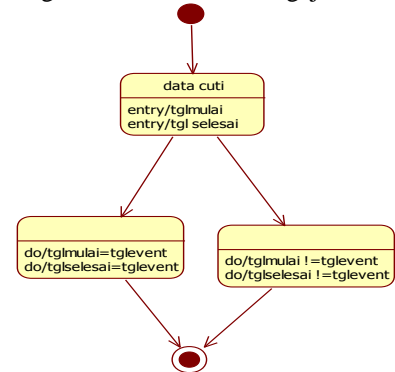 data cuti
entry/tglmulai
entry/tgl selesai
do/tglmulai=tglevent
do/tglselesai=tglevent
do/tglmulai !=tglevent
do/tglselesai !=tglevent